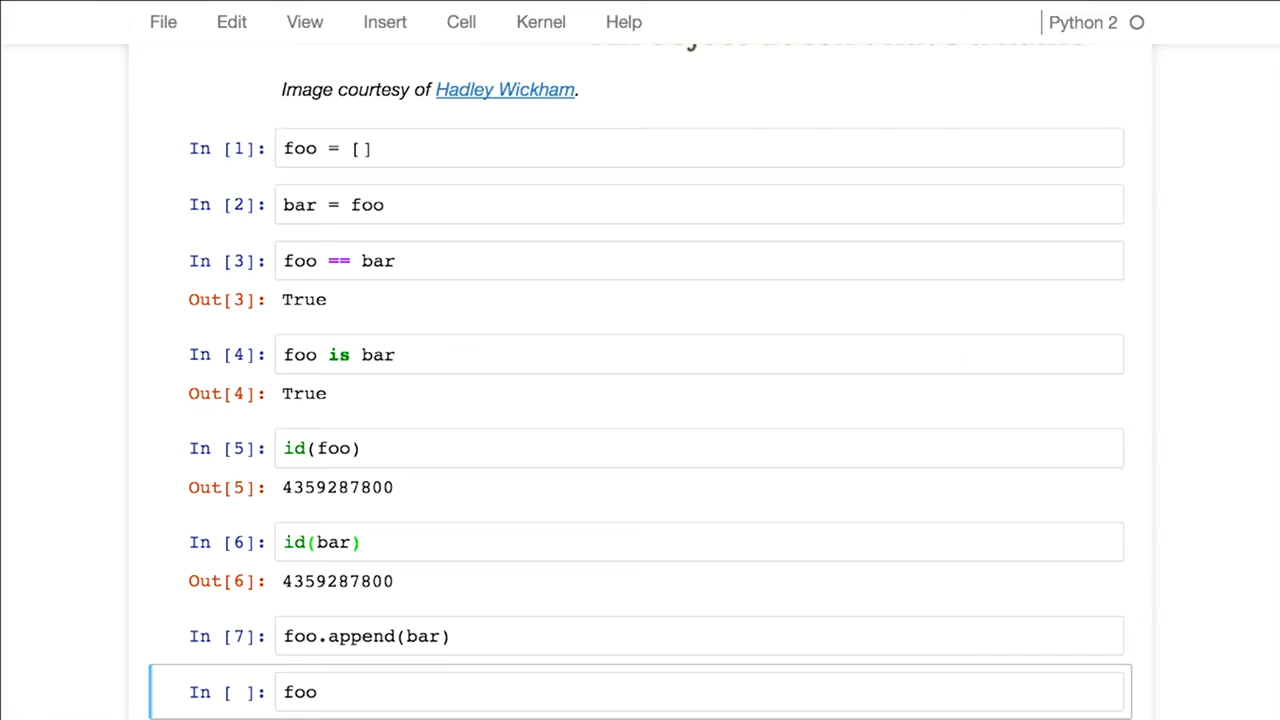 File Edit View Insert Cell Kernel Help Python 2
Image courtesy of Hadley Wickham.
In [1]: foo = []
In [2]: bar = foo
In [3]: foo == bar
Out[3]: True
In [4]: foo is bar
Out[4]: True
In [5]: id(foo)
Out[5]: 4359287800
In [6]: id(bar)
Out[6]: 4359287800
In [7]: foo.append(bar)
In [ ]: foo